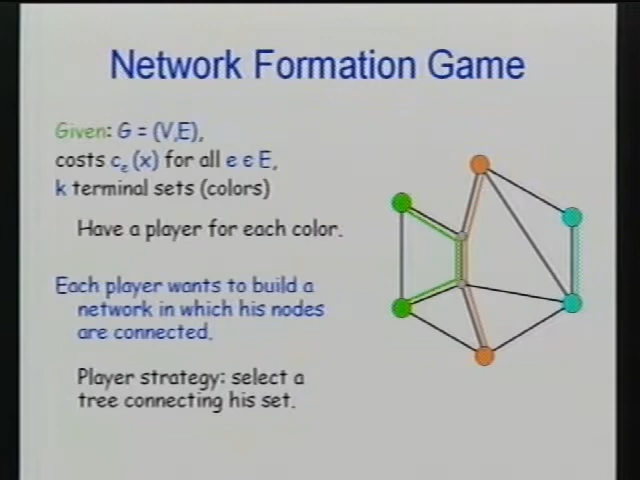 Network Formation Game
Given: G = (V,E),
costs cₑ(x) for all e є E,
k terminal sets (colors)
Have a player for each color.
Each player wants to build a
network in which his nodes
are connected.
Player strategy: select a
tree connecting his set.